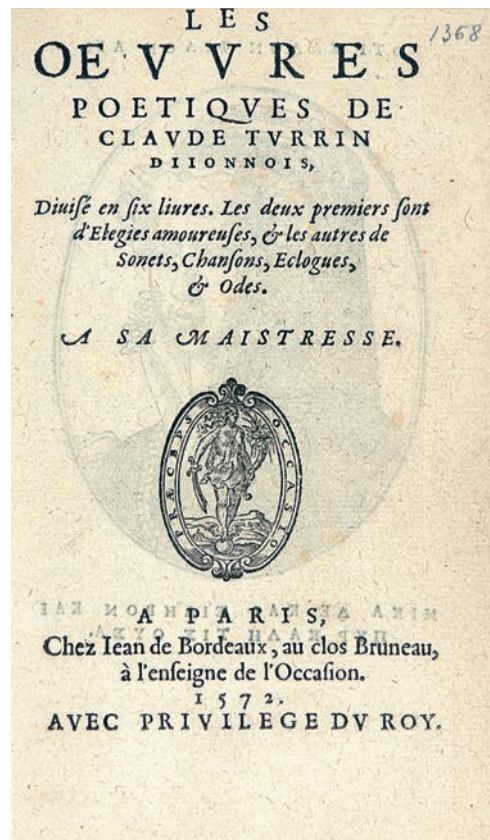 LES
1368
OEVVRES
POETIQVES DE
CLAVDE TVRRIN
DIIONNOIS,
Diuisé en six liures. Les deux premiers sont
d'Elegies amoureuses, & les autres de
Sonets, Chansons, Eclogues,
& Odes.
A SA MAISTRESSE.
PRÆCEPS OCCASIO
A PARIS,
Chez Iean de Bordeaux, au clos Bruneau,
à l'enseigne de l'Occasion.
1572.
AVEC PRIVILEGE DV ROY.